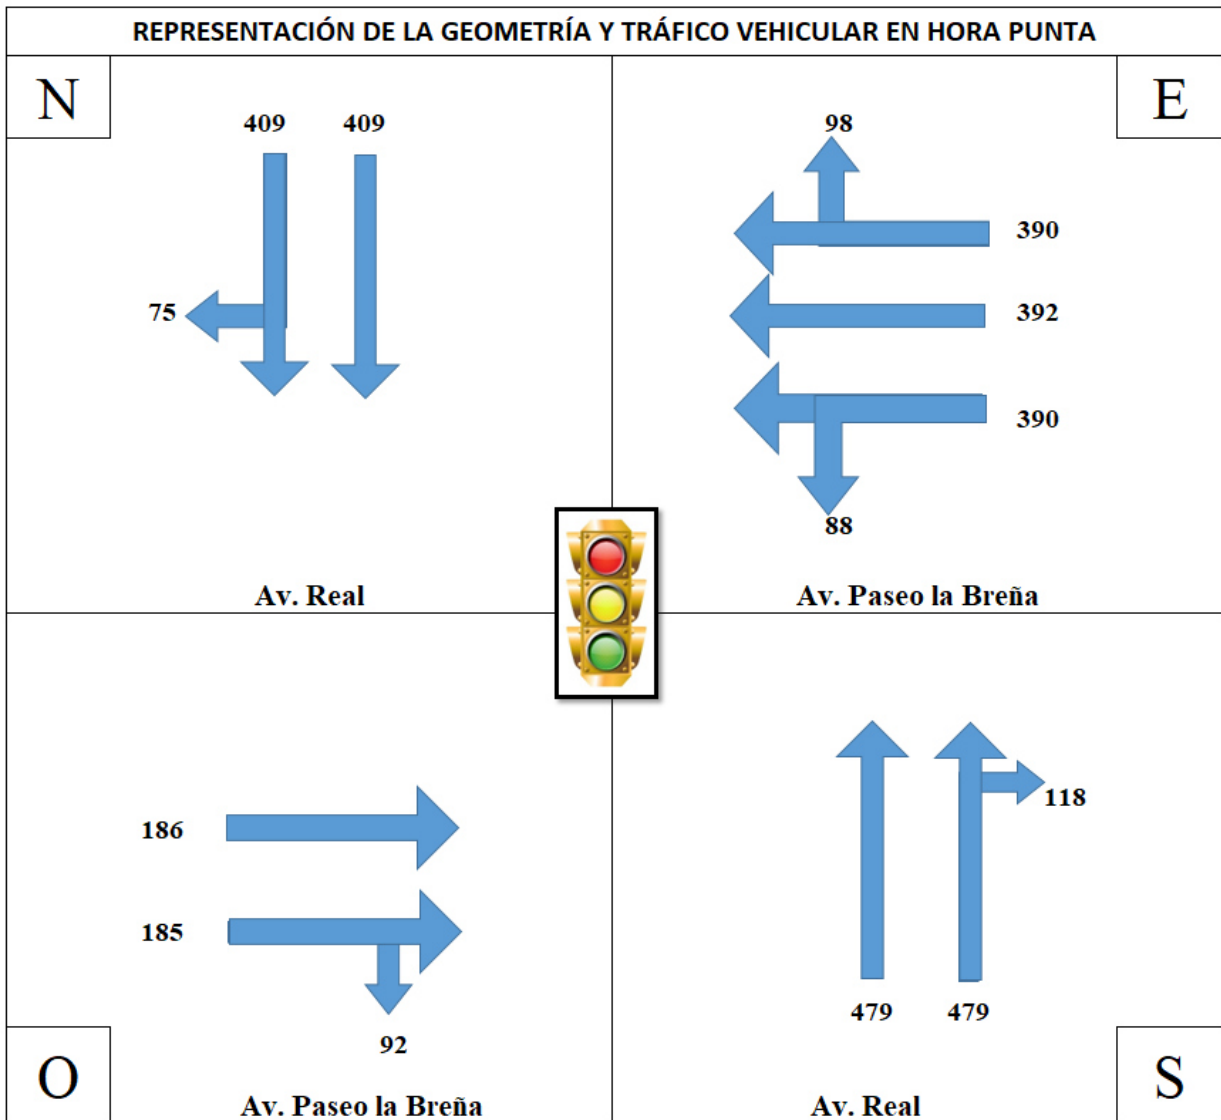 REPRESENTACIÓN DE LA GEOMETRÍA Y TRÁFICO VEHICULAR EN HORA PUNTA
N
409 409
75
Av. Real
E
98
390
392
390
88
Av. Paseo la Breña
186
185
92
O
Av. Paseo la Breña
118
479 479
S
Av. Real